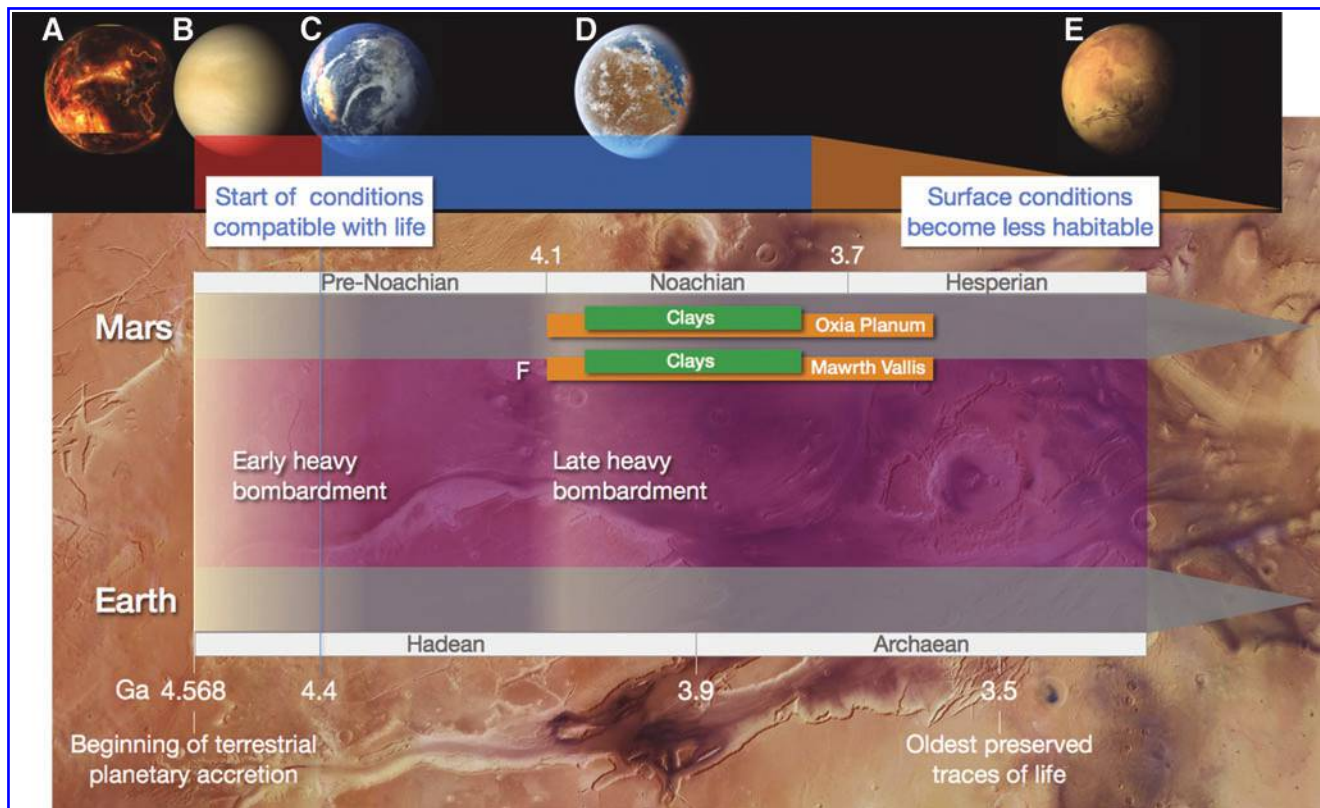 A B C D E
Start of conditions
compatible with life
Surface conditions
become less habitable
4.1 3.7
Pre-Noachian Noachian Hesperian
Mars
Clays
Oxia Planum
F
Clays
Mawrth Vallis
Early heavy
bombardment
Late heavy
bombardment
Earth
Hadean Archaean
Ga 4.568 4.4 3.9 3.5
Beginning of terrestrial
planetary accretion
Oldest preserved
traces of life